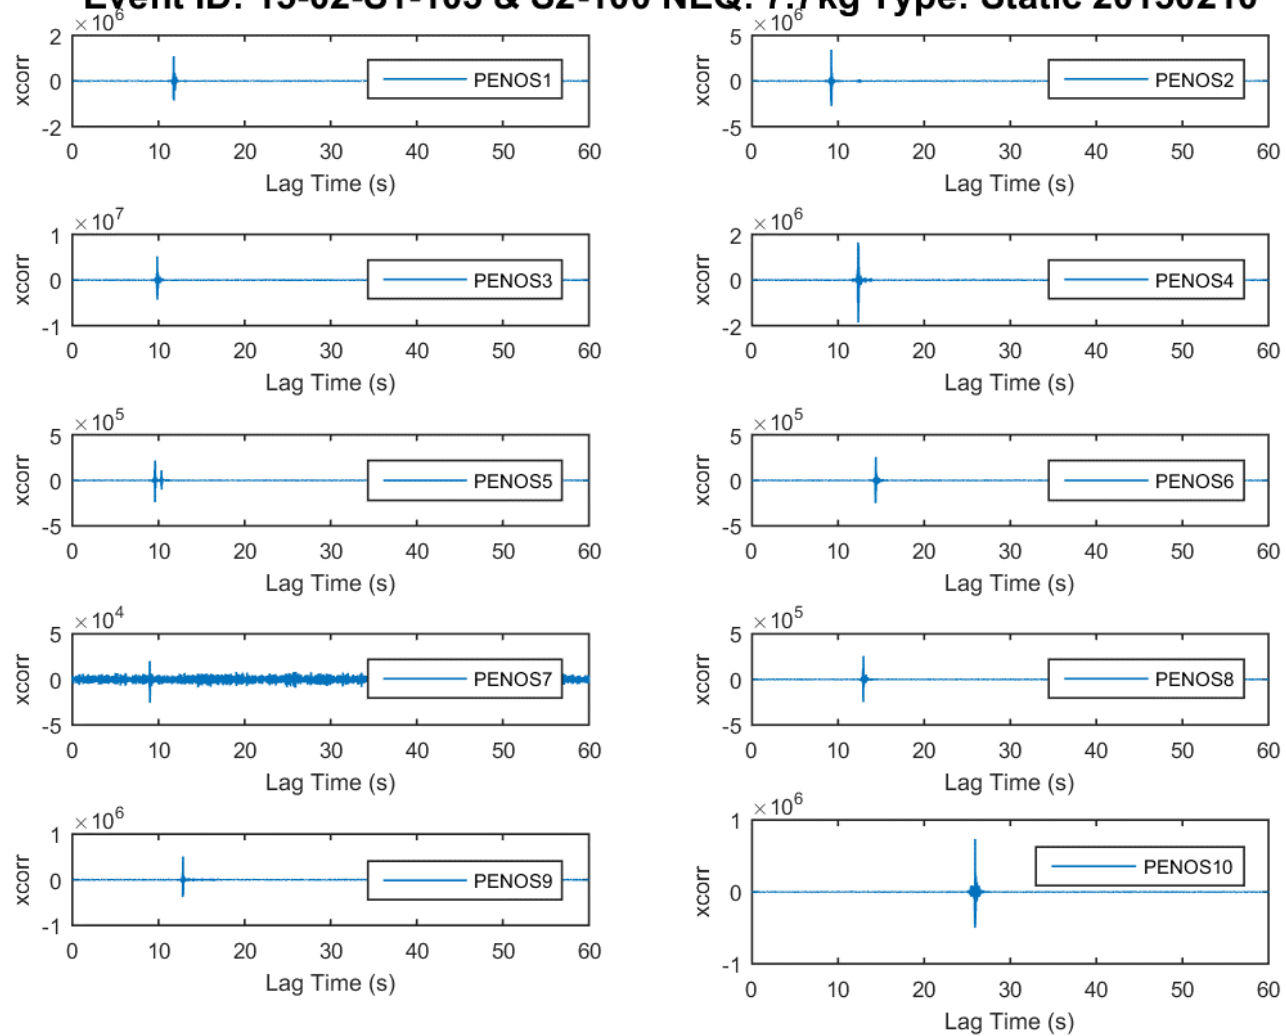 Event ID: & NEQ: 7.7kg Type: Static
×10^6 ×10^6
2 5
xcorr 0 PENOS1 xcorr 0 PENOS2
-2 -5
0 10 20 30 40 50 60 0 10 20 30 40 50 60
Lag Time (s) Lag Time (s)
×10^7 ×10^6
1 2
xcorr 0 PENOS3 xcorr 0 PENOS4
-1 -2
0 10 20 30 40 50 60 0 10 20 30 40 50 60
Lag Time (s) Lag Time (s)
×10^5 ×10^5
5 5
xcorr 0 PENOS5 xcorr 0 PENOS6
-5 -5
0 10 20 30 40 50 60 0 10 20 30 40 50 60
Lag Time (s) Lag Time (s)
×10^4 ×10^5
5 5
xcorr 0 PENOS7 xcorr 0 PENOS8
-5 -5
0 10 20 30 40 50 60 0 10 20 30 40 50 60
Lag Time (s) Lag Time (s)
×10^6 ×10^6
1 1
xcorr 0 PENOS9 xcorr 0 PENOS10
-1 -1
0 10 20 30 40 50 60 0 10 20 30 40 50 60
Lag Time (s) Lag Time (s)